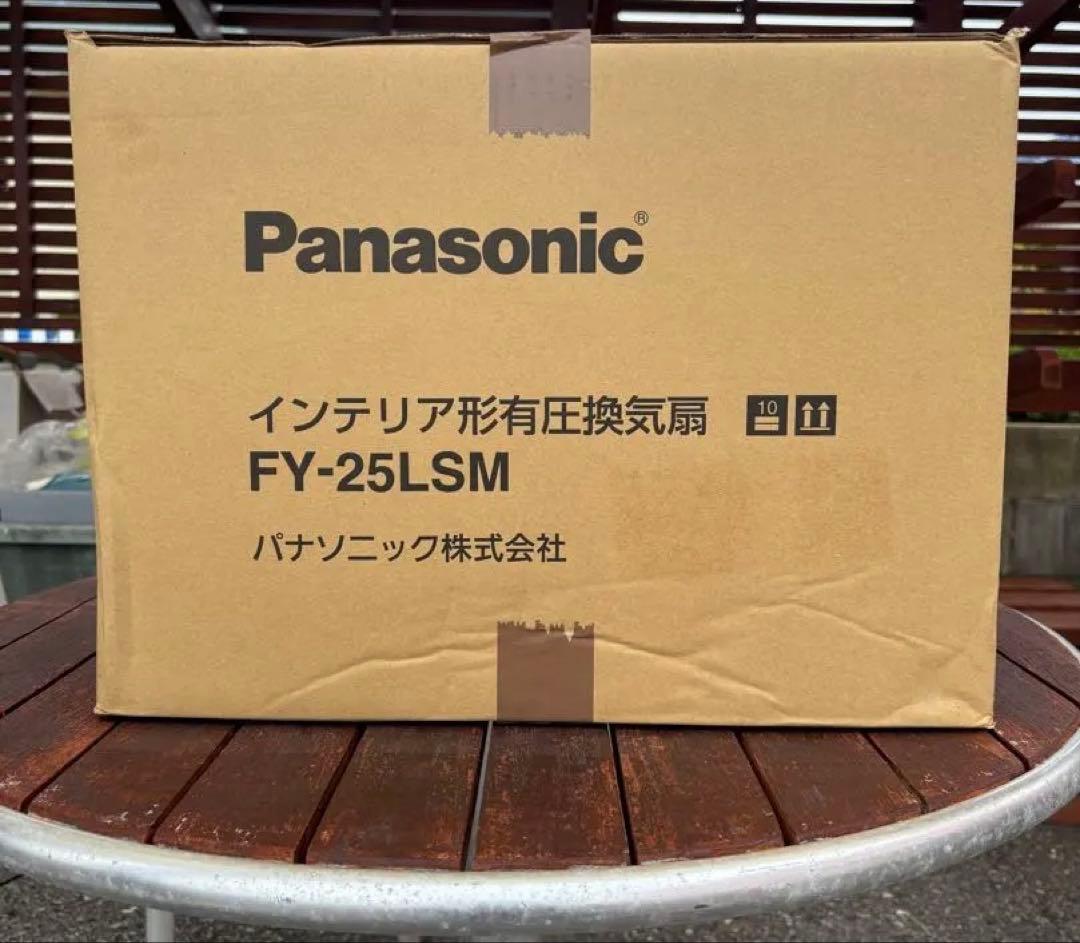 Panasonic®
インテリア形有圧換気扇 10
FY-25LSM
パナソニック株式会社